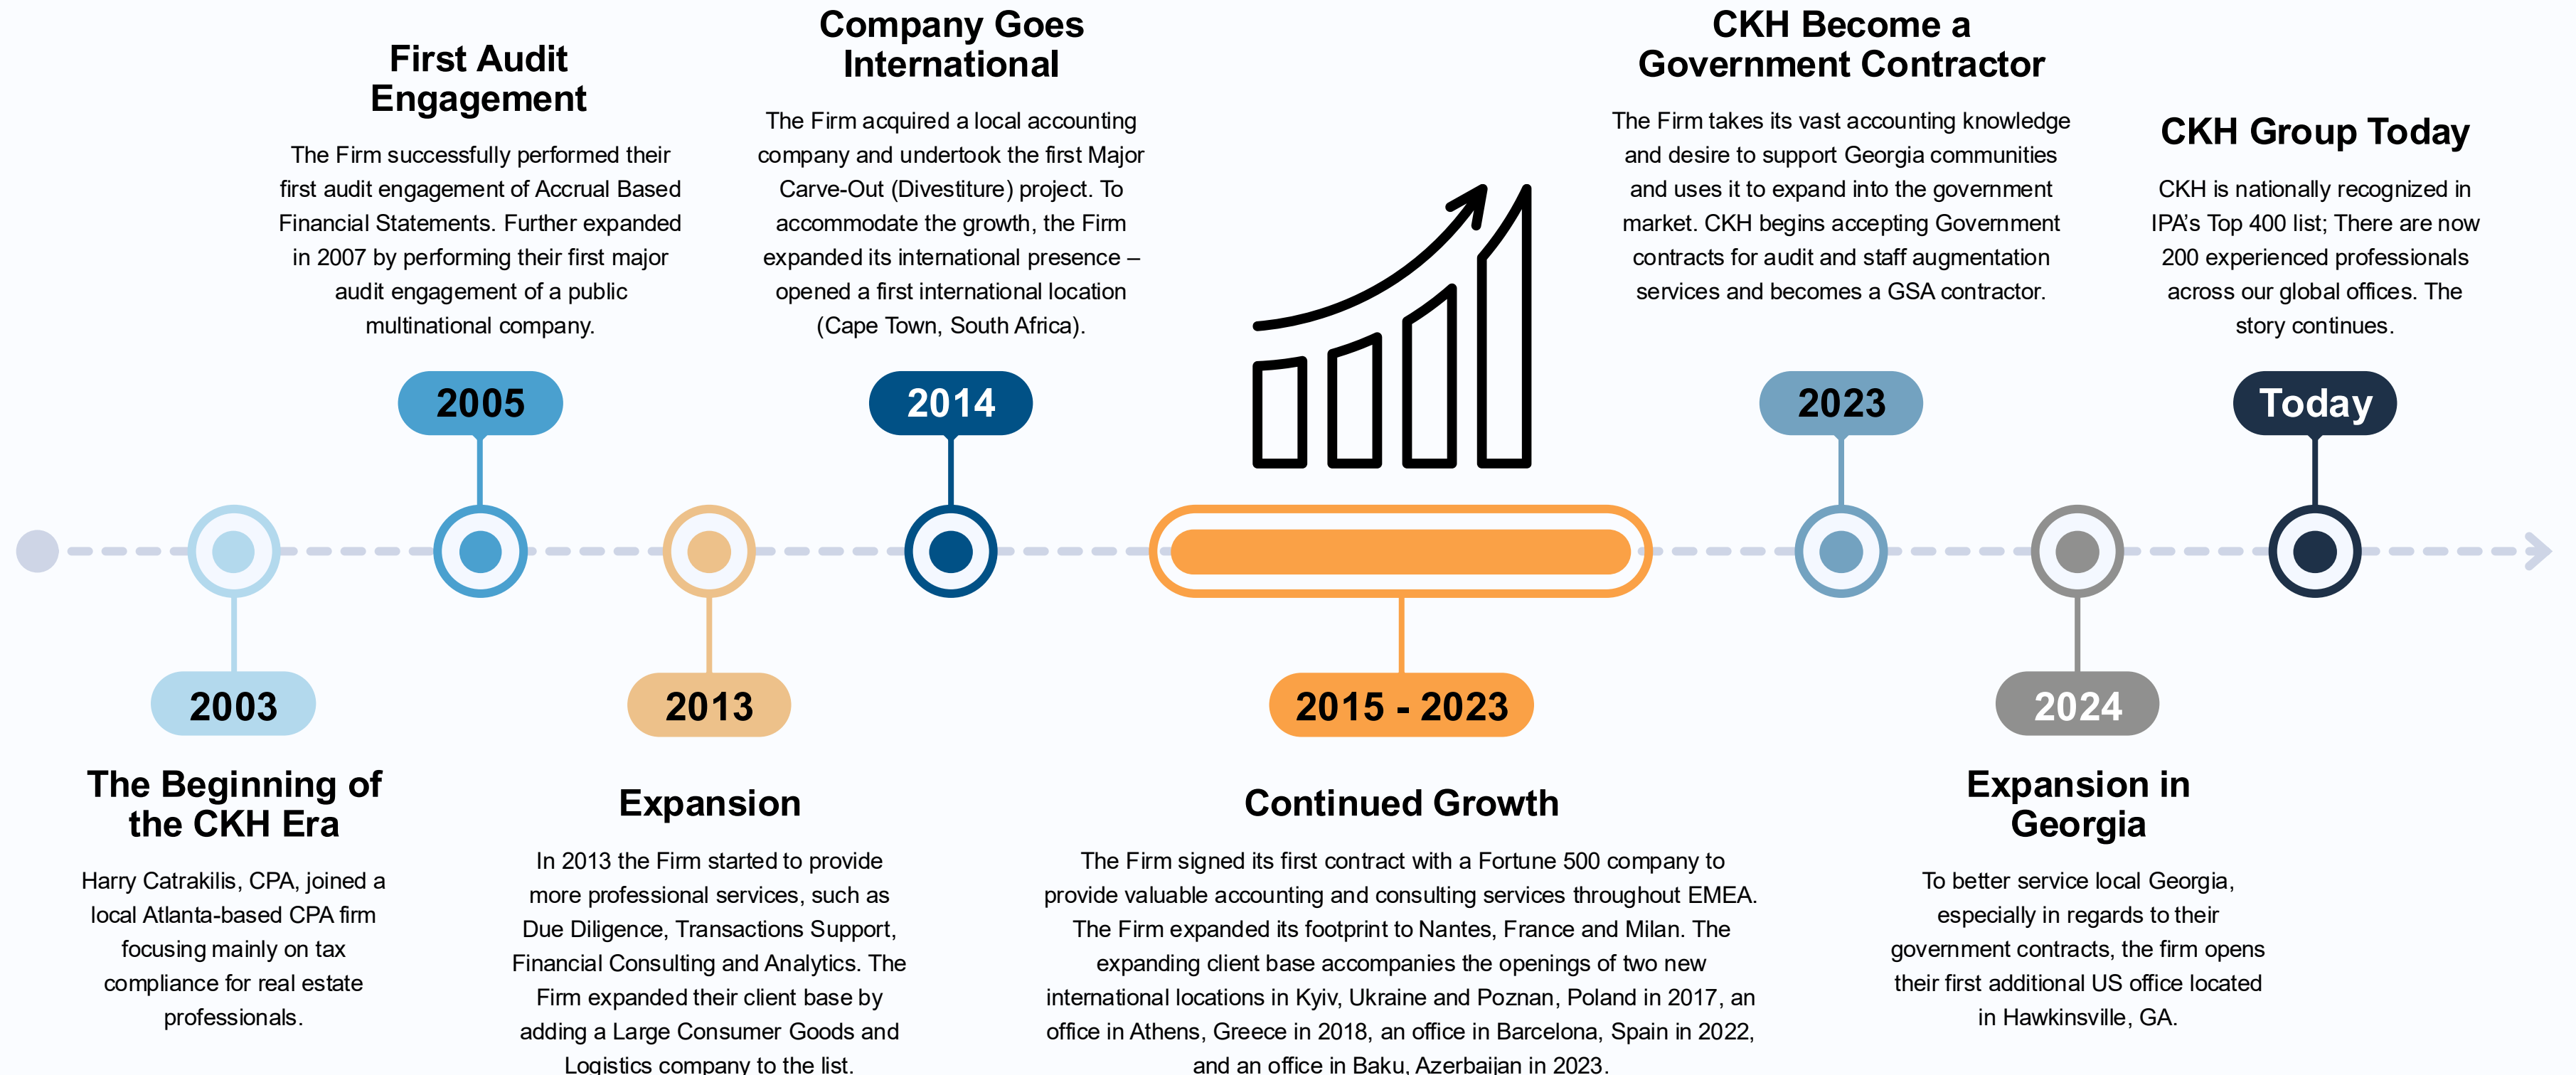 The Beginning of
the CKH Era
2003
Harry Catrakilis, CPA, joined a
local Atlanta-based CPA firm
focusing mainly on tax
compliance for real estate
professionals.
First Audit
Engagement
The Firm successfully performed their
first audit engagement of Accrual Based
Financial Statements. Further expanded
in 2007 by performing their first major
audit engagement of a public
multinational company.
2005
2013
Expansion
In 2013 the Firm started to provide
more professional services, such as
Due Diligence, Transactions Support,
Financial Consulting and Analytics. The
Firm expanded their client base by
adding a Large Consumer Goods and
Logistics company to the list.
Company Goes
International
The Firm acquired a local accounting
company and undertook the first Major
Carve-Out (Divestiture) project. To
accommodate the growth, the Firm
expanded its international presence –
opened a first international location
(Cape Town, South Africa).
2014
2015 - 2023
Continued Growth
The Firm signed its first contract with a Fortune 500 company to
provide valuable accounting and consulting services throughout EMEA.
The Firm expanded its footprint to Nantes, France and Milan. The
expanding client base accompanies the openings of two new
international locations in Kyiv, Ukraine and Poznan, Poland in 2017, an
office in Athens, Greece in 2018, an office in Barcelona, Spain in 2022,
and an office in Baku, Azerbaijan in 2023.
CKH Become a
Government Contractor
The Firm takes its vast accounting knowledge
and desire to support Georgia communities
and uses it to expand into the government
market. CKH begins accepting Government
contracts for audit and staff augmentation
services and becomes a GSA contractor.
2023
2024
Expansion in
Georgia
To better service local Georgia,
especially in regards to their
government contracts, the firm opens
their first additional US office located
in Hawkinsville, GA.
CKH Group Today
CKH is nationally recognized in
IPA’s Top 400 list; There are now
200 experienced professionals
across our global offices. The
story continues.
Today